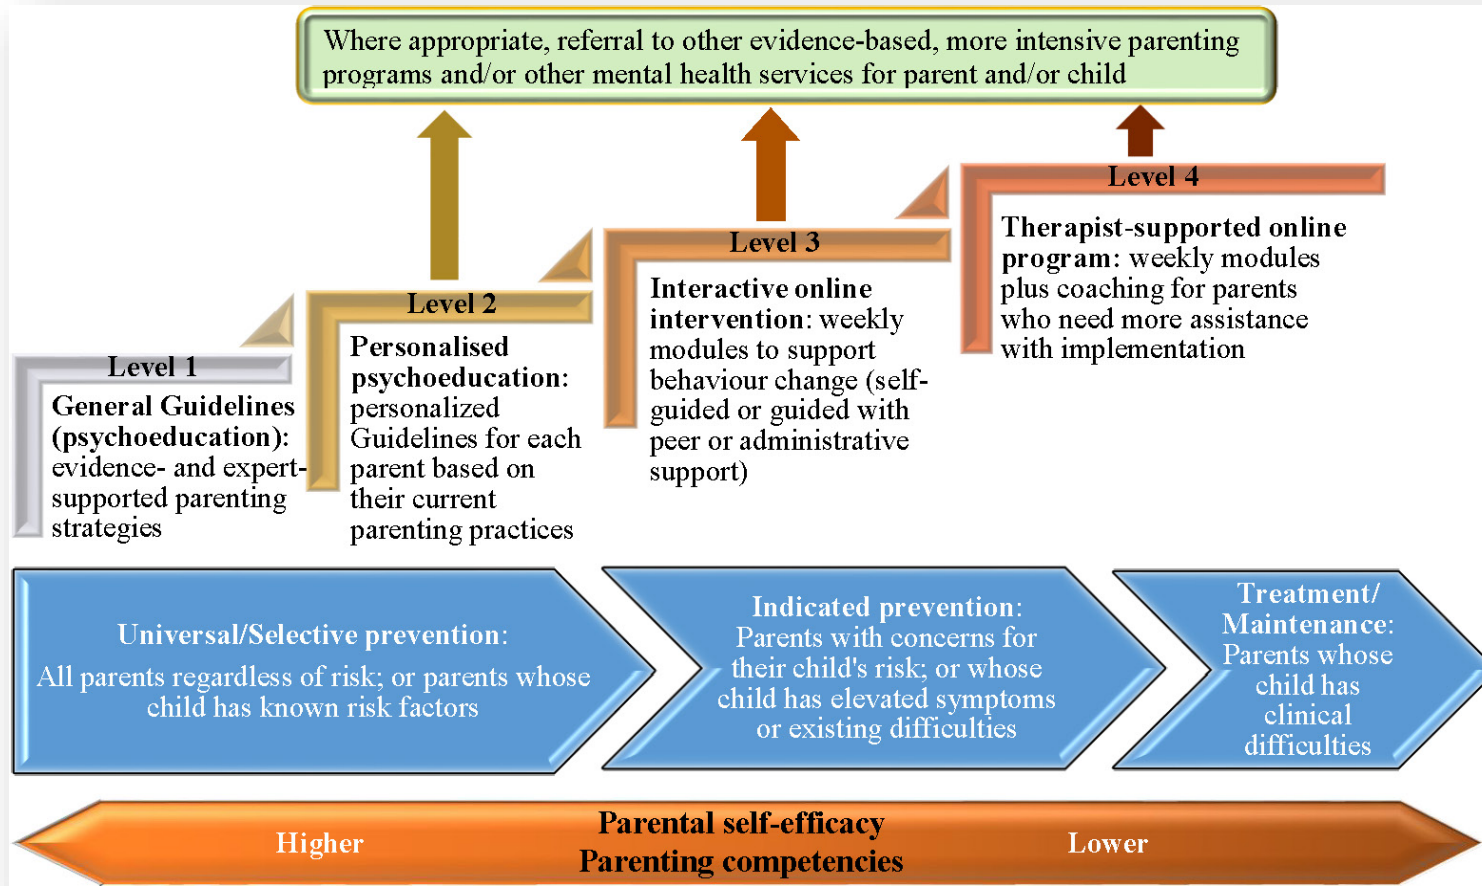 Where appropriate, referral to other evidence-based, more intensive parenting
programs and/or other mental health services for parent and/or child
Level 1
General Guidelines
(psychoeducation):
evidence- and expert-
supported parenting
strategies
Level 2
Personalised
psychoeducation:
personalized
Guidelines for each
parent based on
their current
parenting practices
Level 3
Interactive online
intervention: weekly
modules to support
behaviour change (self-
guided or guided with
peer or administrative
support)
Level 4
Therapist-supported online
program: weekly modules
plus coaching for parents
who need more assistance
with implementation
Universal/Selective prevention:
All parents regardless of risk; or parents whose
child has known risk factors
Indicated prevention:
Parents with concerns for
their child's risk; or whose
child has elevated symptoms
or existing difficulties
Treatment/
Maintenance:
Parents whose
child has
clinical
difficulties
Higher
Parental self-efficacy
Parenting competencies
Lower